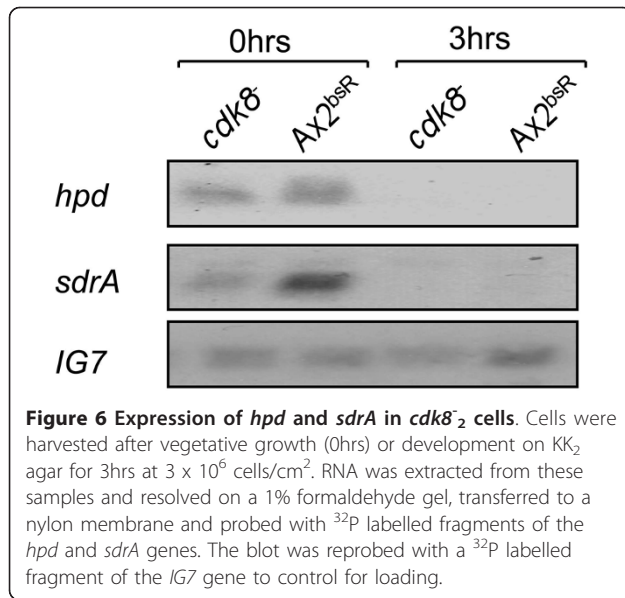 0hrs 3hrs
cdk8⁻ Ax2ᵇˢᴿ cdk8⁻ Ax2ᵇˢᴿ
hpd
sdrA
IG7
Figure 6 Expression of hpd and sdrA in cdk8⁻₂ cells. Cells were
harvested after vegetative growth (0hrs) or development on KK₂
agar for 3hrs at 3 x 10⁶ cells/cm². RNA was extracted from these
samples and resolved on a 1% formaldehyde gel, transferred to a
nylon membrane and probed with ³²P labelled fragments of the
hpd and sdrA genes. The blot was reprobed with a ³²P labelled
fragment of the IG7 gene to control for loading.